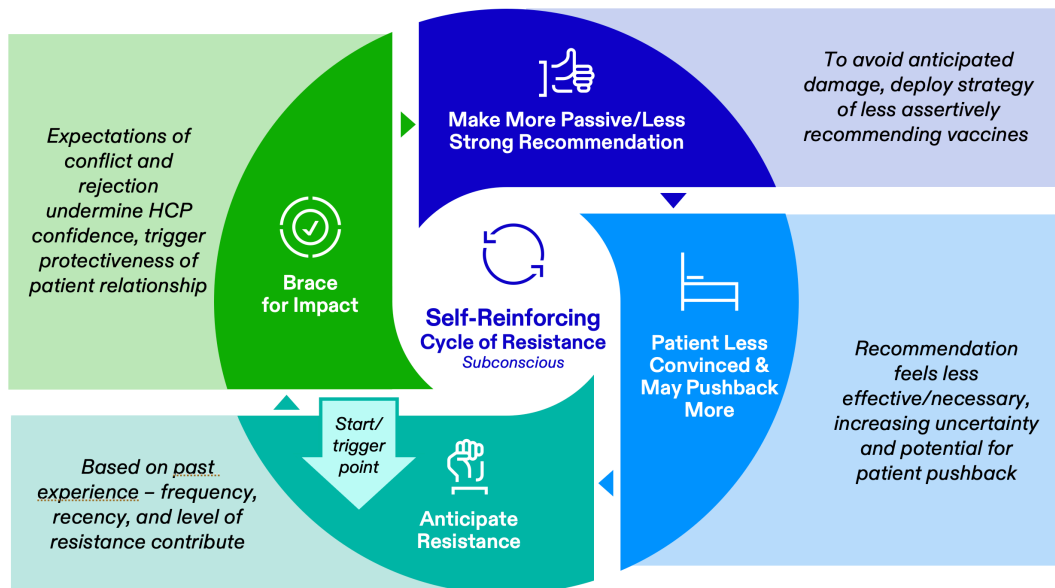 Expectations of
conflict and
rejection
undermine HCP
confidence, trigger
protectiveness of
patient relationship
Brace
for Impact
Make More Passive/Less
Strong Recommendation
To avoid anticipated
damage, deploy strategy
of less assertively
recommending vaccines
Self-Reinforcing
Cycle of Resistance
Subconscious
Patient Less
Convinced &
May Pushback
More
Recommendation
feels less
effective/necessary,
increasing uncertainty
and potential for
patient pushback
Start/
trigger
point
Anticipate
Resistance
Based on past
experience – frequency,
recency, and level of
resistance contribute